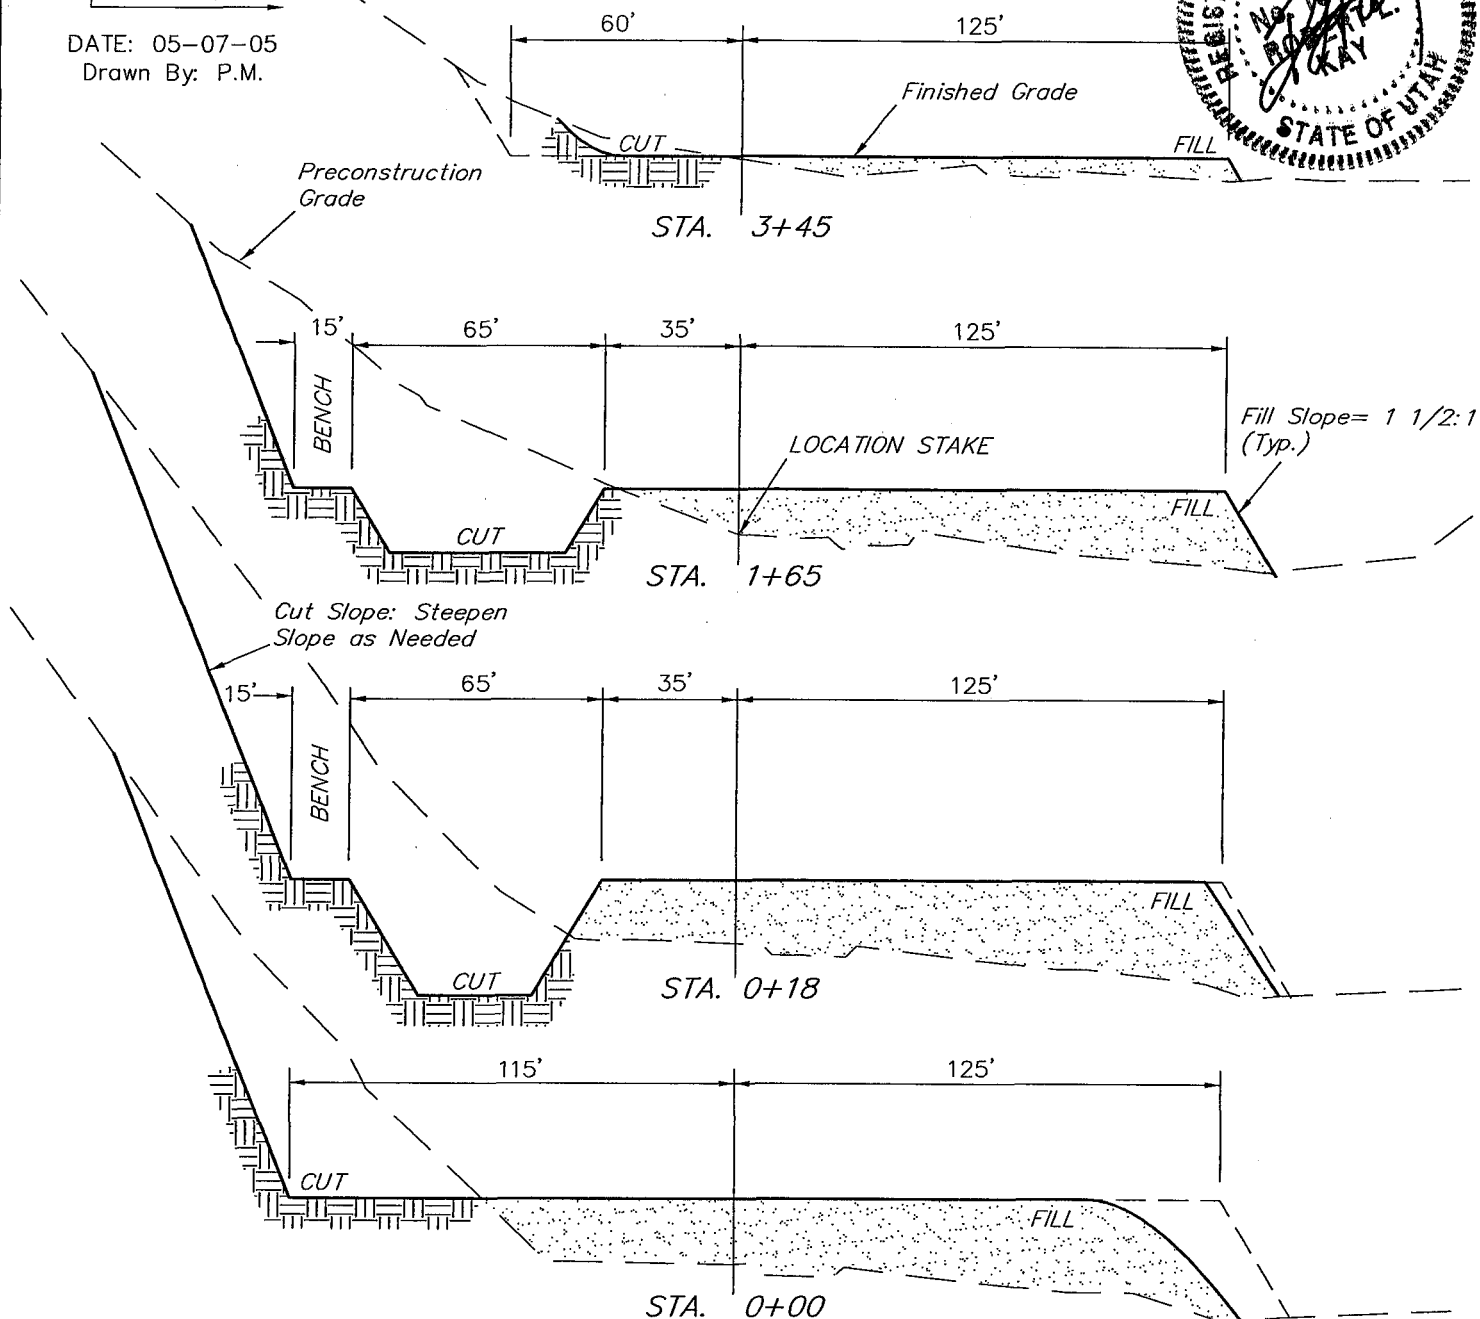 DATE: 05-07-05
Drawn By: P.M.
60'
125'
Finished Grade
CUT
FILL
STA. 3+45
STATE OF UTAH
KAY
Preconstruction
Grade
15'
65'
35'
125'
BENCH
LOCATION STAKE
Fill Slope= 1 1/2:1
(Typ.)
CUT
FILL
STA. 1+65
Cut Slope: Steepen
Slope as Needed
15'
65'
35'
125'
BENCH
CUT
FILL
STA. 0+18
115'
125'
CUT
FILL
STA. 0+00